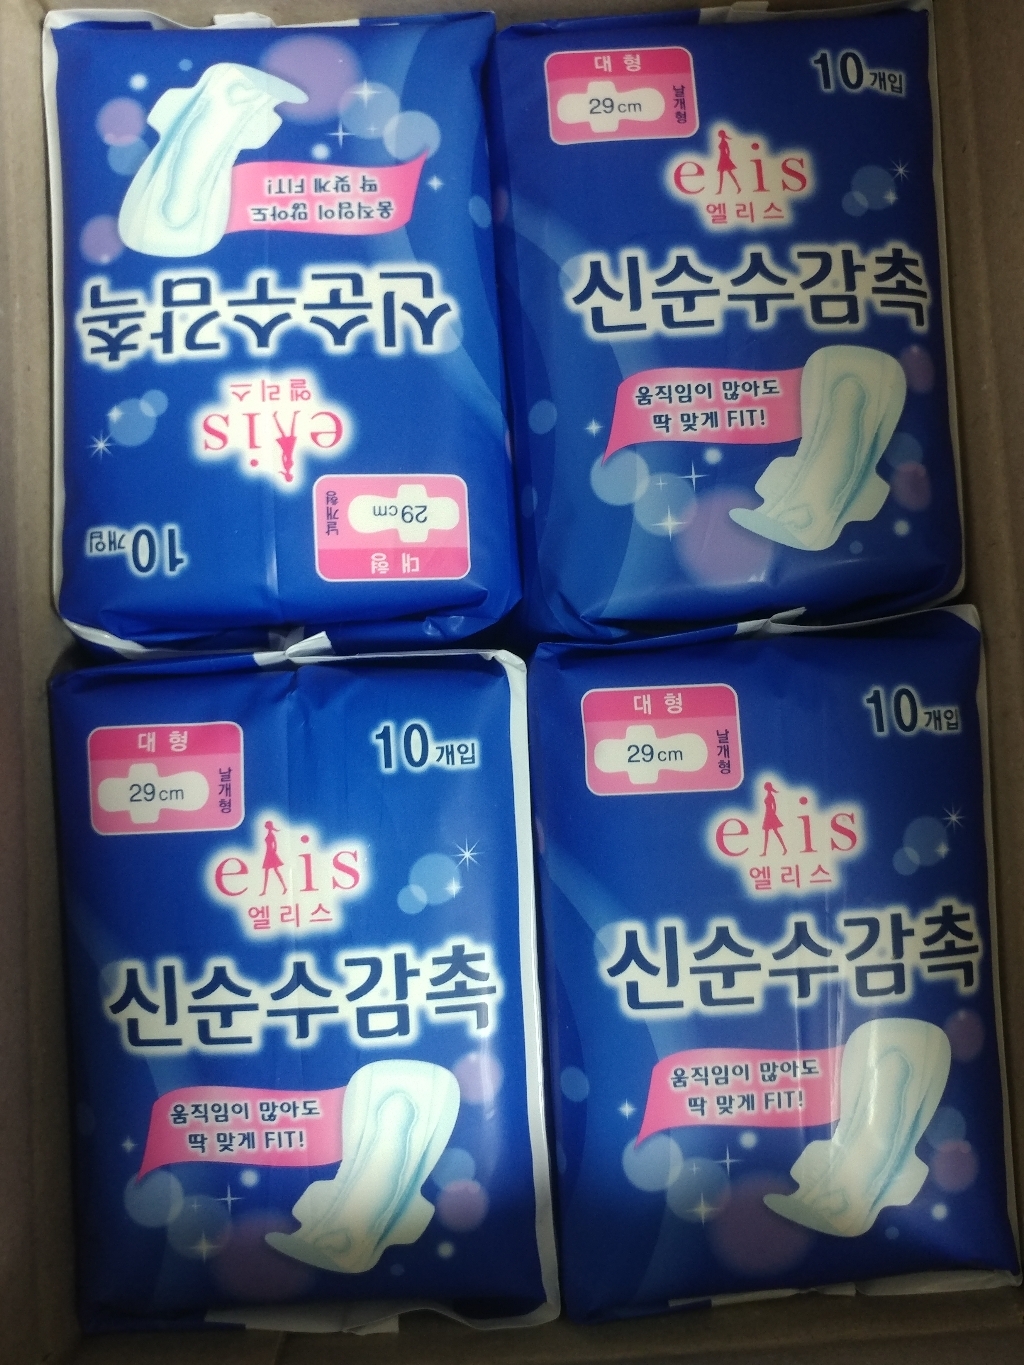 대형
29cm
날개형
10개입
elis
엘리스
신순수감촉
움직임이 많아도
딱 맞게 FIT!
대형
29cm
날개형
10개입
elis
엘리스
신순수감촉
움직임이 많아도
딱 맞게 FIT!
대형
29cm
날개형
10개입
elis
엘리스
신순수감촉
움직임이 많아도
딱 맞게 FIT!
대형
29cm
날개형
10개입
elis
엘리스
신순수감촉
움직임이 많아도
딱 맞게 FIT!